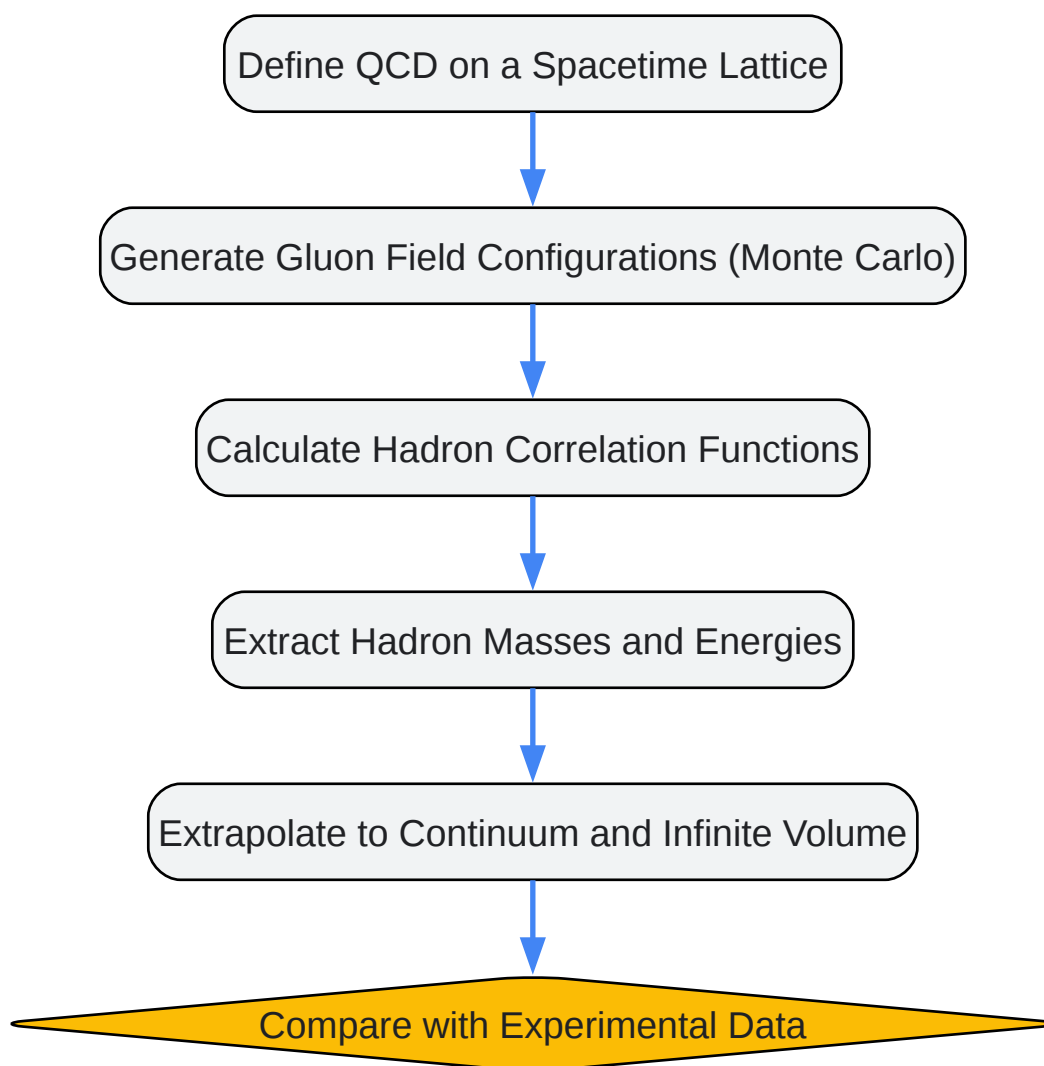 Define QCD on a Spacetime Lattice
Generate Gluon Field Configurations (Monte Carlo)
Calculate Hadron Correlation Functions
Extract Hadron Masses and Energies
Extrapolate to Continuum and Infinite Volume
Compare with Experimental Data